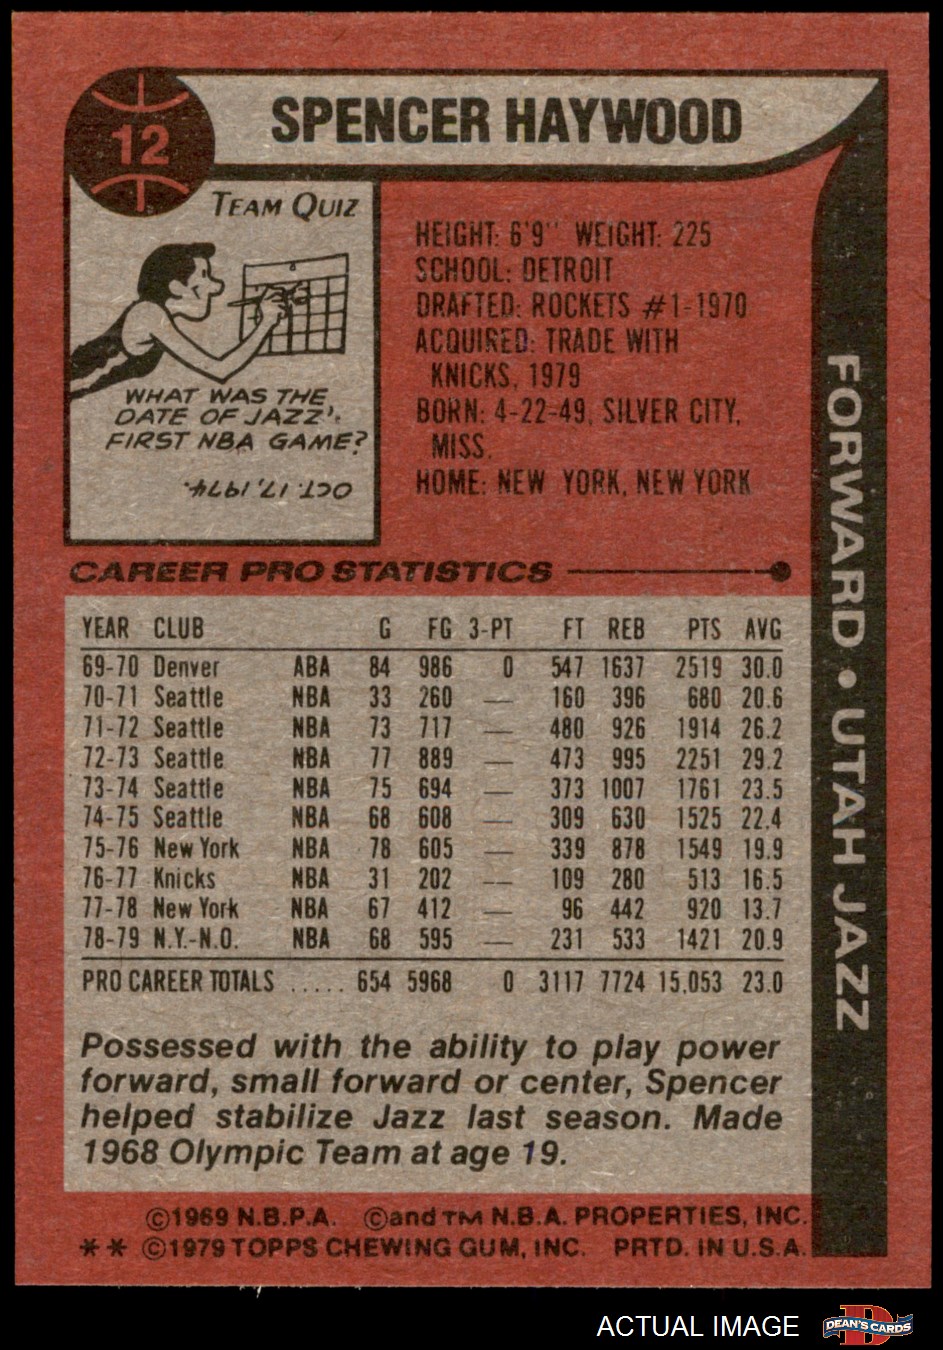 12
SPENCER HAYWOOD
TEAM QUIZ
WHAT WAS THE
DATE OF JAZZ'
FIRST NBA GAME?
OCT. 17, 1974.
HEIGHT: 6'9" WEIGHT: 225
SCHOOL: DETROIT
DRAFTED: ROCKETS #1-1970
ACQUIRED: TRADE WITH
KNICKS, 1979
BORN: 4-22-49, SILVER CITY,
MISS.
HOME: NEW YORK, NEW YORK
FORWARD • UTAH JAZZ
CAREER PRO STATISTICS
YEAR CLUB G FG 3-PT FT REB PTS AVG
69-70 Denver ABA 84 986 0 547 1637 2519 30.0
70-71 Seattle NBA 33 260 — 160 396 680 20.6
71-72 Seattle NBA 73 717 — 480 926 1914 26.2
72-73 Seattle NBA 77 889 — 473 995 2251 29.2
73-74 Seattle NBA 75 694 — 373 1007 1761 23.5
74-75 Seattle NBA 68 608 — 309 630 1525 22.4
75-76 New York NBA 78 605 — 339 878 1549 19.9
76-77 Knicks NBA 31 202 — 109 280 513 16.5
77-78 New York NBA 67 412 — 96 442 920 13.7
78-79 N.Y.-N.O. NBA 68 595 — 231 533 1421 20.9
PRO CAREER TOTALS ..... 654 5968 0 3117 7724 15,053 23.0
Possessed with the ability to play power
forward, small forward or center, Spencer
helped stabilize Jazz last season. Made
1968 Olympic Team at age 19.
©1969 N.B.P.A. ©and TM N.B.A. PROPERTIES, INC.
** ©1979 TOPPS CHEWING GUM, INC. PRTD. IN U.S.A.
ACTUAL IMAGE
D
DEAN'S CARDS